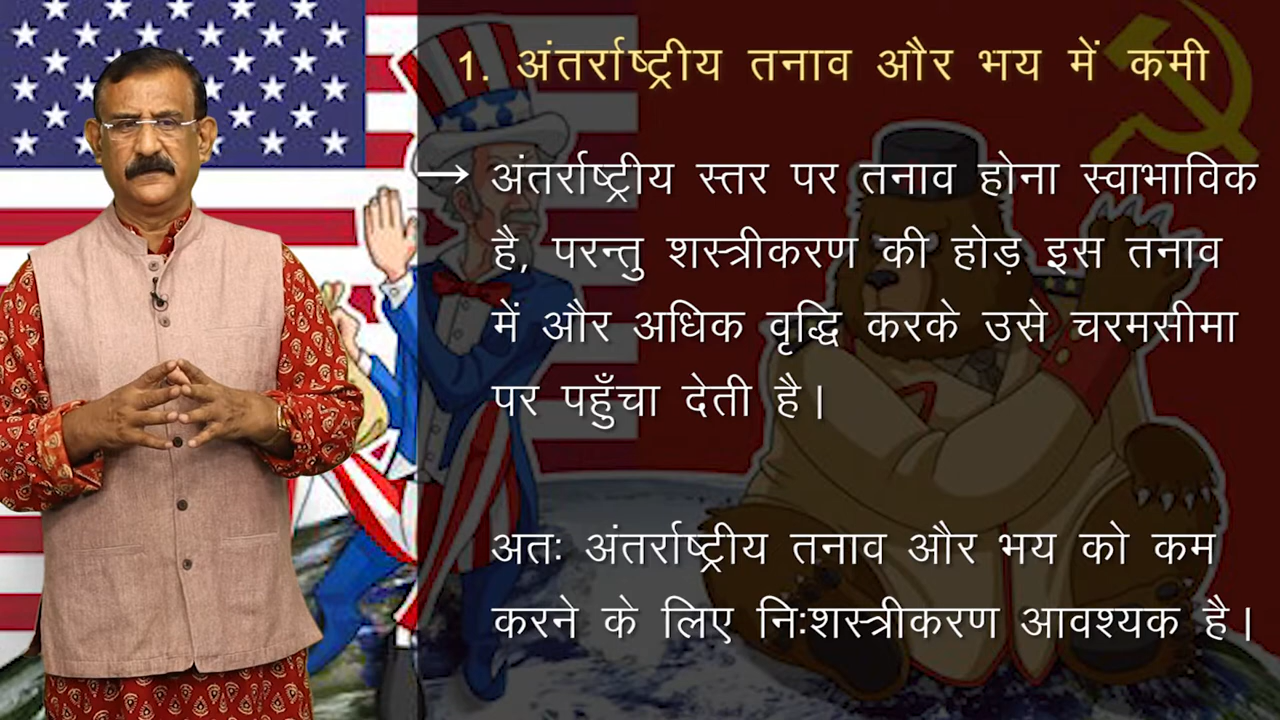 1. अंतर्राष्ट्रीय तनाव और भय में कमी
→ अंतर्राष्ट्रीय स्तर पर तनाव होना स्वाभाविक
है, परन्तु शस्त्रीकरण की होड़ इस तनाव
में और अधिक वृद्धि करके उसे चरमसीमा
पर पहुँचा देती है।
अतः अंतर्राष्ट्रीय तनाव और भय को कम
करने के लिए निःशस्त्रीकरण आवश्यक है।